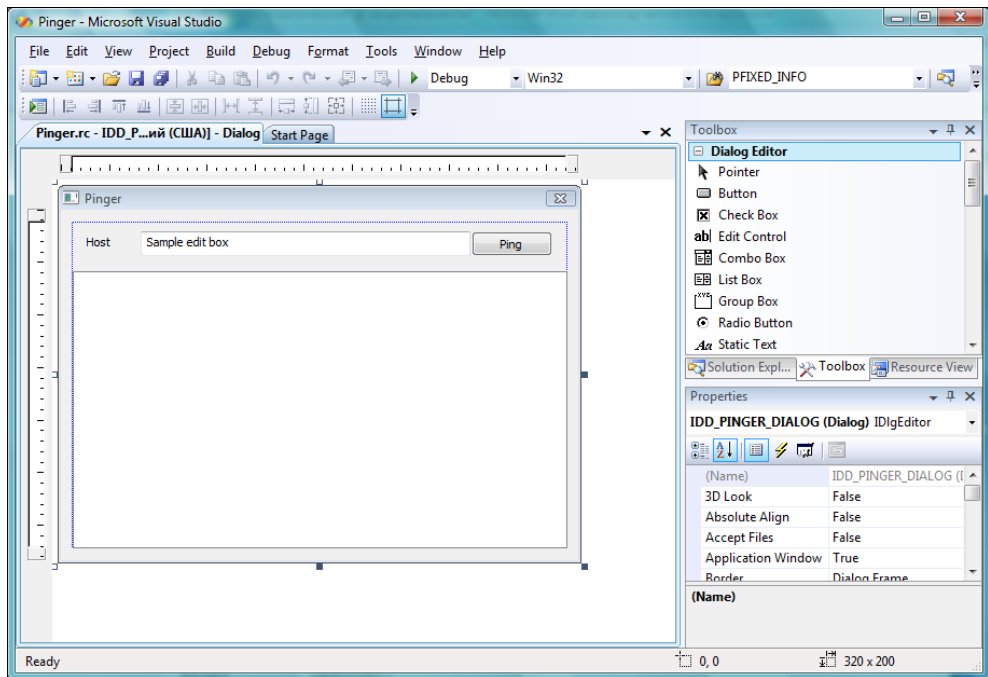 Pinger - Microsoft Visual Studio
File Edit View Project Build Debug Format Tools Window Help
Debug Win32 PFIXED_INFO
Pinger.rc - IDD_P...ий (США)] - Dialog Start Page
Pinger
Host Sample edit box Ping
Toolbox
Dialog Editor
Pointer
Button
Check Box
ab Edit Control
Combo Box
List Box
xyz Group Box
Radio Button
Aa Static Text
Solution Expl... Toolbox Resource View
Properties
IDD_PINGER_DIALOG (Dialog) IDlgEditor
(Name) IDD_PINGER_DIALOG (
3D Look False
Absolute Align False
Accept Files False
Application Window True
Border Dialog Frame
(Name)
Ready 0, 0 320 x 200